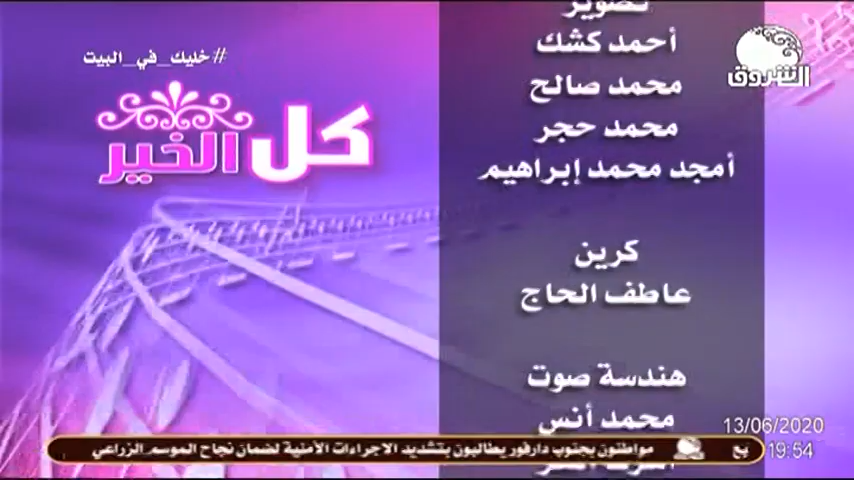 #خليك_في_البيت
كل الخير
الشروق
تصوير
أحمد كشك
محمد صالح
محمد حجر
أمجد محمد إبراهيم
كرين
عاطف الحاج
هندسة صوت
محمد أنس
13/06/2020
19:54
مواطنون بجنوب دارفور يطالبون بتشديد الاجراءات الأمنية لضمان نجاح الموسم الزراعي